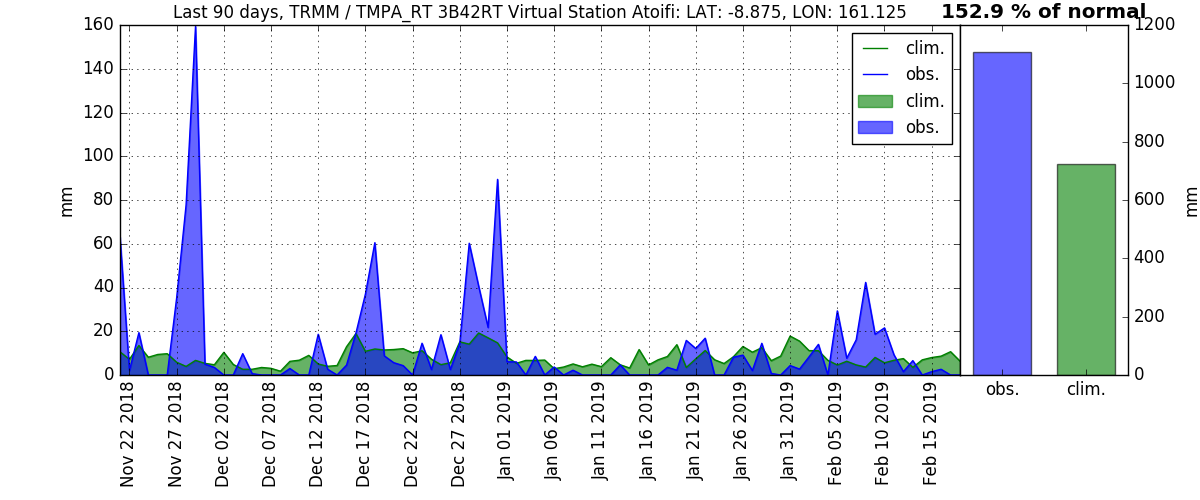 Last 90 days, TRMM / TMPA_RT 3B42RT Virtual Station Atoifi: LAT: -8.875, LON: 161.125
152.9 % of normal
160
140
120
100
80
60
40
20
0
mm
clim.
obs.
clim.
obs.
1200
1000
800
600
400
200
0
mm
obs.
clim.
Nov 22 2018
Nov 27 2018
Dec 02 2018
Dec 07 2018
Dec 12 2018
Dec 17 2018
Dec 22 2018
Dec 27 2018
Jan 01 2019
Jan 06 2019
Jan 11 2019
Jan 16 2019
Jan 21 2019
Jan 26 2019
Jan 31 2019
Feb 05 2019
Feb 10 2019
Feb 15 2019